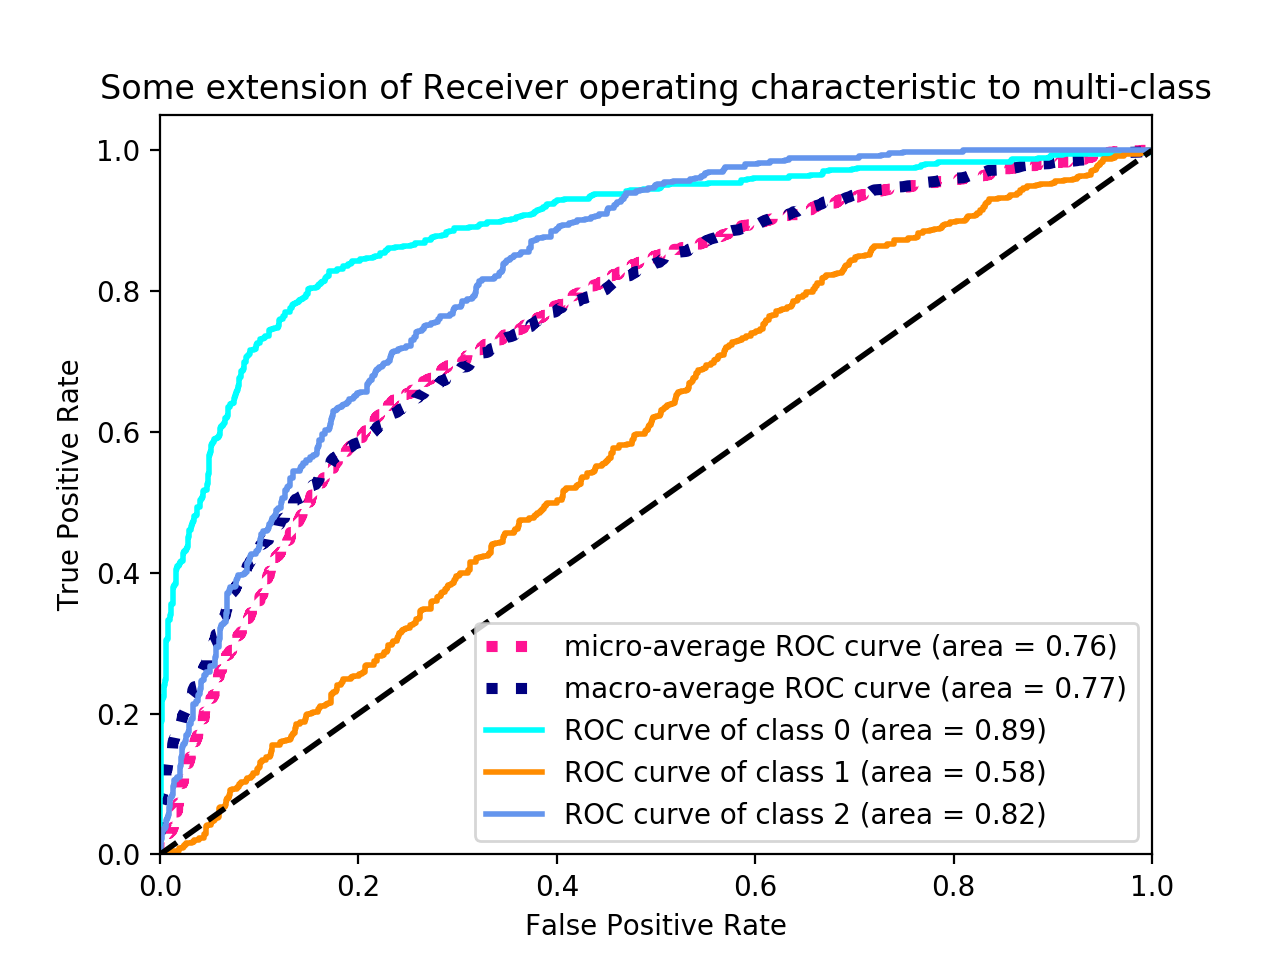 Some extension of Receiver operating characteristic to multi-class
1.0
0.8
0.6
0.4
0.2
0.0
True Positive Rate
micro-average ROC curve (area = 0.76)
macro-average ROC curve (area = 0.77)
ROC curve of class 0 (area = 0.89)
ROC curve of class 1 (area = 0.58)
ROC curve of class 2 (area = 0.82)
0.0 0.2 0.4 0.6 0.8 1.0
False Positive Rate